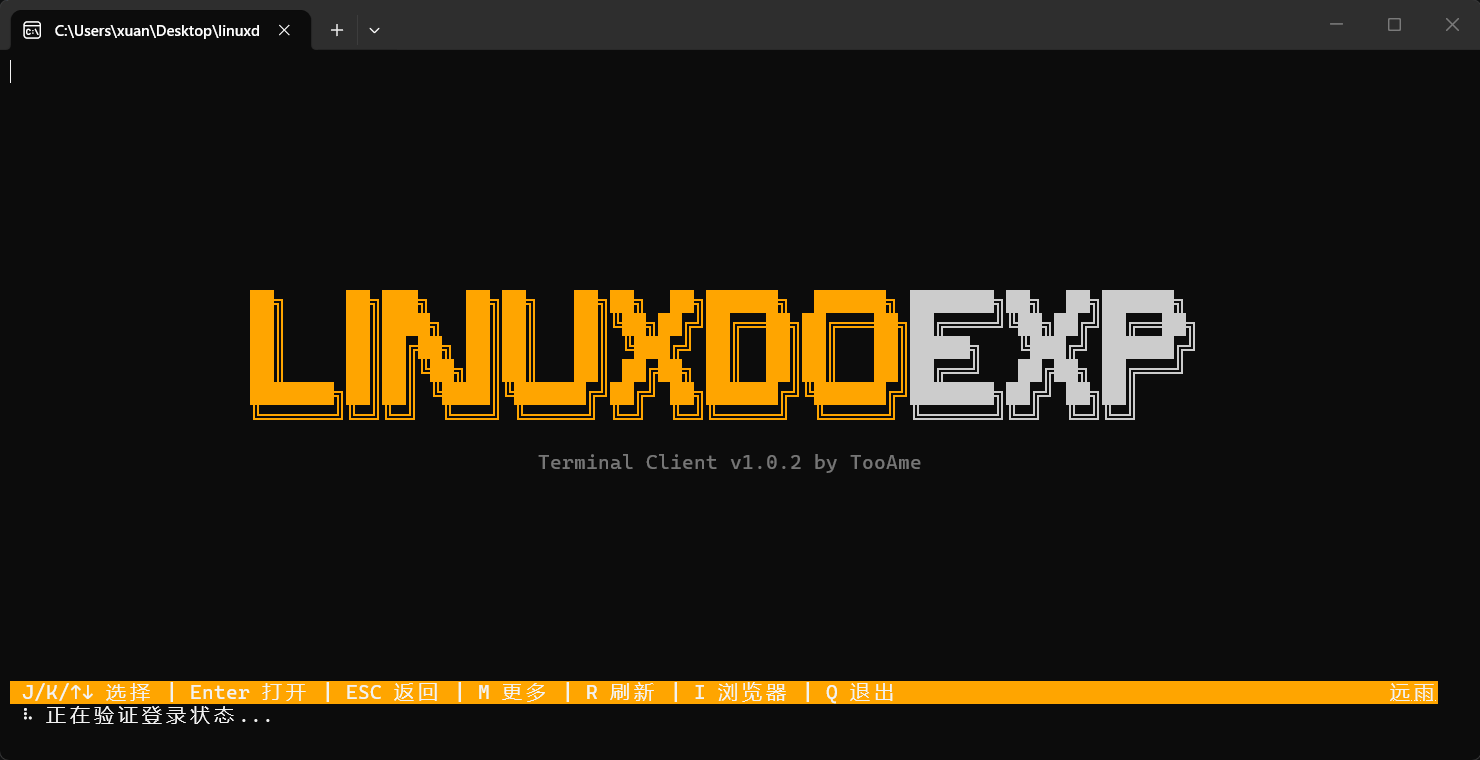 C:\Users\xuan\Desktop\linuxd
LINUXDOEXP
Terminal Client v1.0.2 by TooAme
J/K/↑↓ 选择 | Enter 打开 | ESC 返回 | M 更多 | R 刷新 | I 浏览器 | Q 退出 远雨
正在验证登录状态...